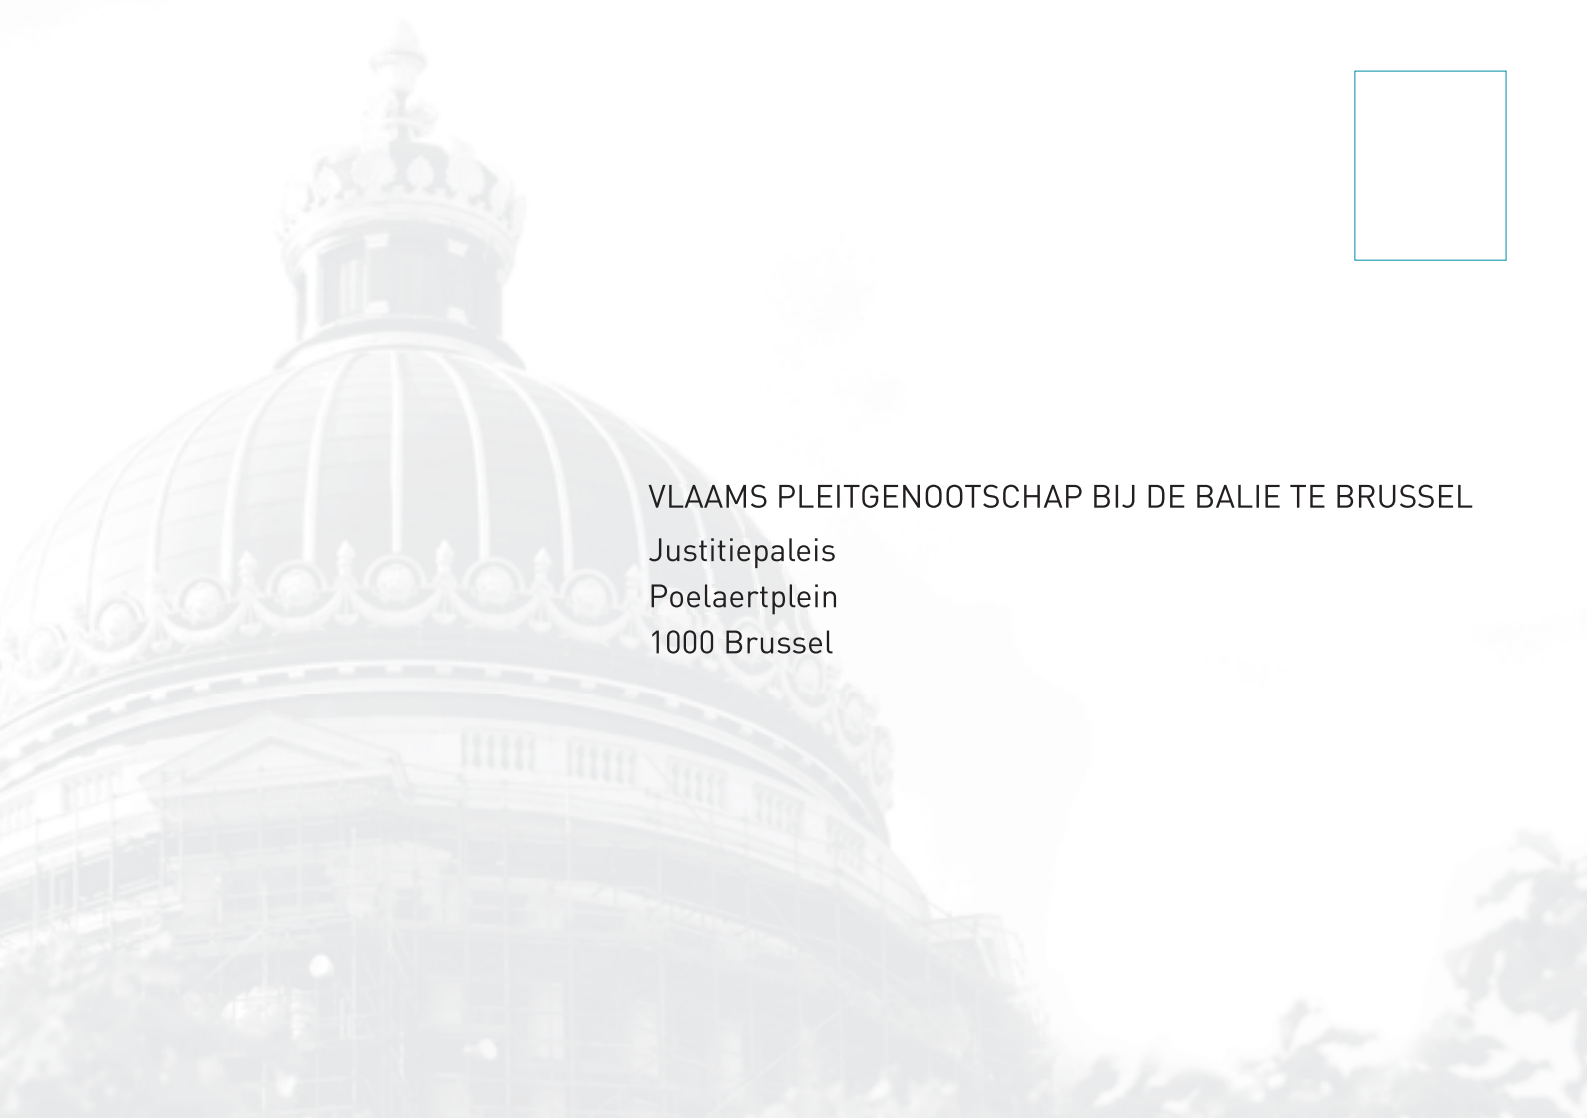 VLAAMS PLEITGENOOTSCHAP BIJ DE BALIE TE BRUSSEL
Justitiepaleis
Poelaertplein
1000 Brussel